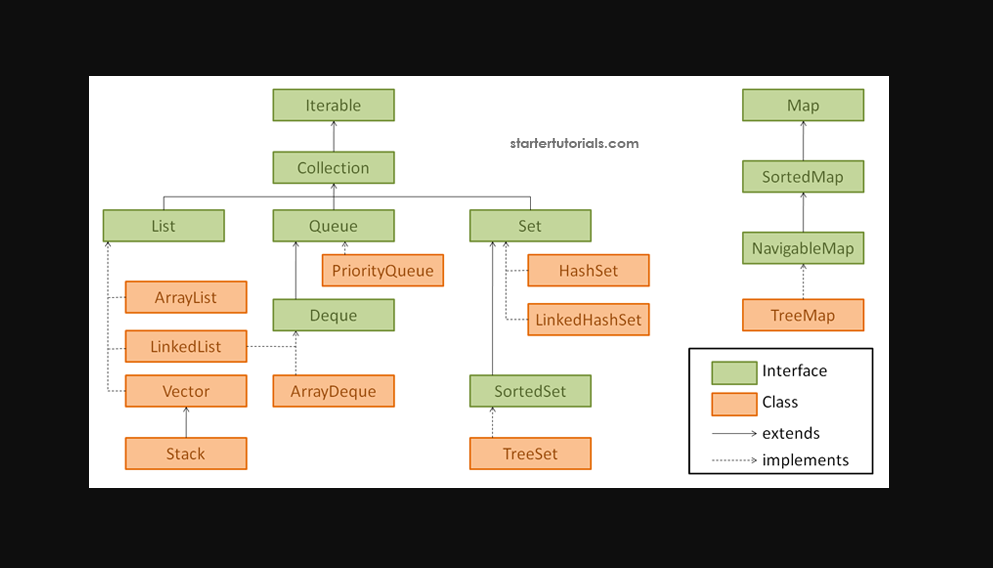 Iterable
Map
startertutorials.com
Collection
SortedMap
List
Queue
Set
NavigableMap
PriorityQueue
HashSet
ArrayList
Deque
LinkedHashSet
TreeMap
LinkedList
Vector
ArrayDeque
SortedSet
Stack
TreeSet
Interface
Class
extends
implements